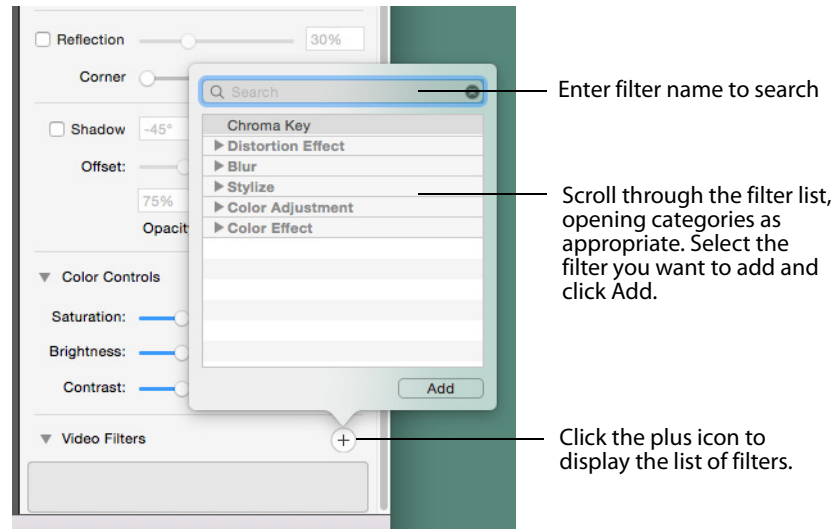 Reflection 30%
Corner
Search
Enter filter name to search
Shadow -45°
Chroma Key
Distortion Effect
Offset:
Blur
Stylize
75%
Color Adjustment
Opacit
Color Effect
Scroll through the filter list,
opening categories as
appropriate. Select the
filter you want to add and
click Add.
Color Controls
Saturation:
Brightness:
Contrast:
Add
Video Filters
Click the plus icon to
display the list of filters.